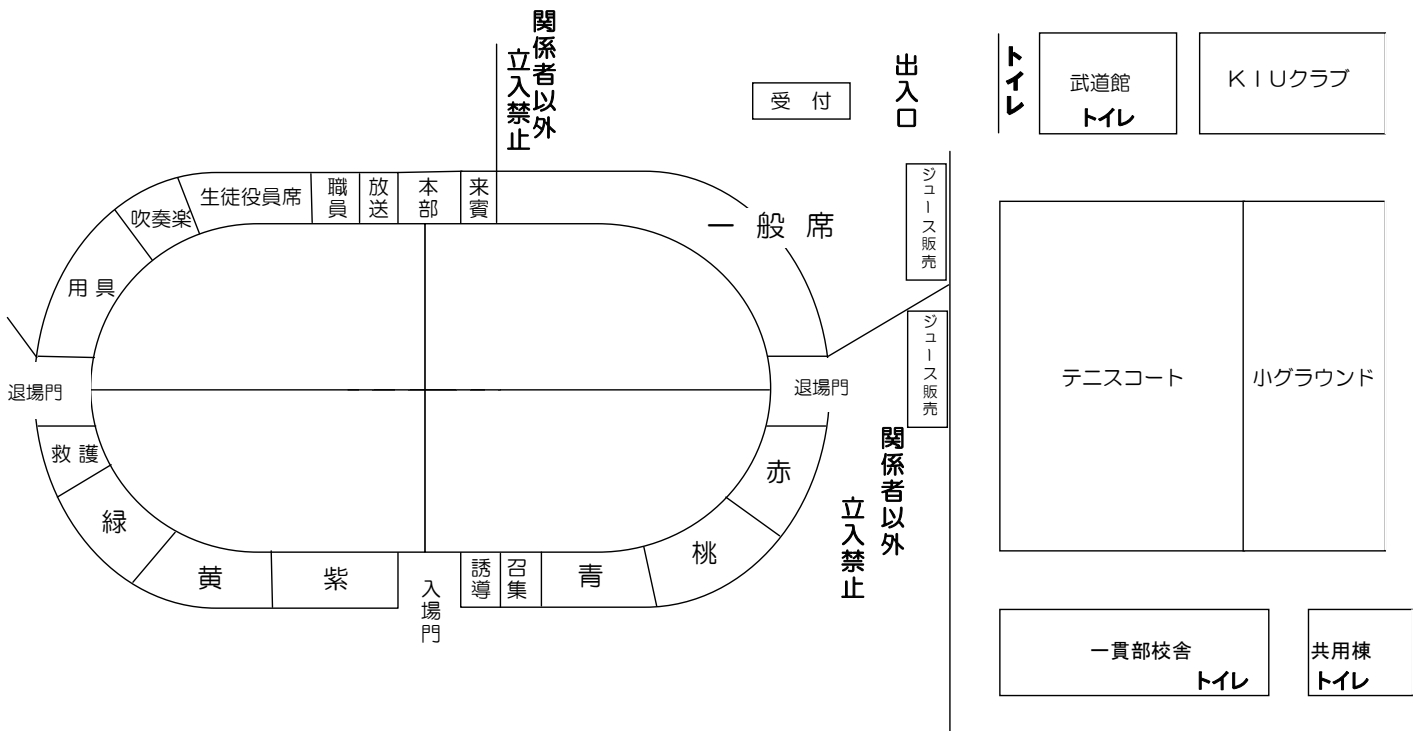 関係者以外
立入禁止
受 付
出入口
トイレ
武道館
トイレ
ＫＩＵクラブ
生徒役員席
職員
放送
本部
来賓
一 般 席
吹奏楽
用 具
ジュース販売
ジュース販売
退場門
退場門
テニスコート
小グラウンド
救 護
緑
黄
紫
入場門
誘導
召集
青
桃
赤
関係者以外
立入禁止
一貫部校舎
トイレ
共用棟
トイレ